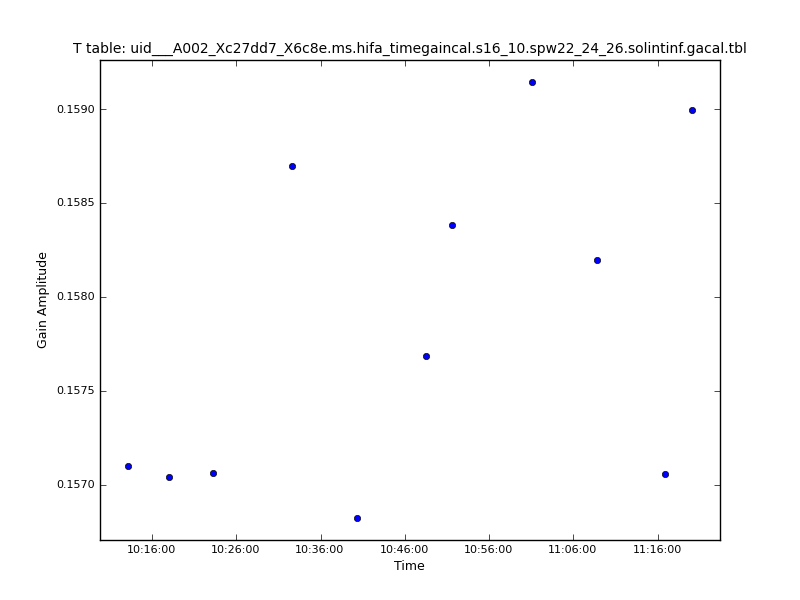 T table: uid___A002_Xc27dd7_X6c8e.ms.hifa_timegaincal.s16_10.spw22_24_26.solintinf.gacal.tbl
0.1590
0.1585
0.1580
0.1575
0.1570
Gain Amplitude
10:16:00 10:26:00 10:36:00 10:46:00 10:56:00 11:06:00 11:16:00
Time